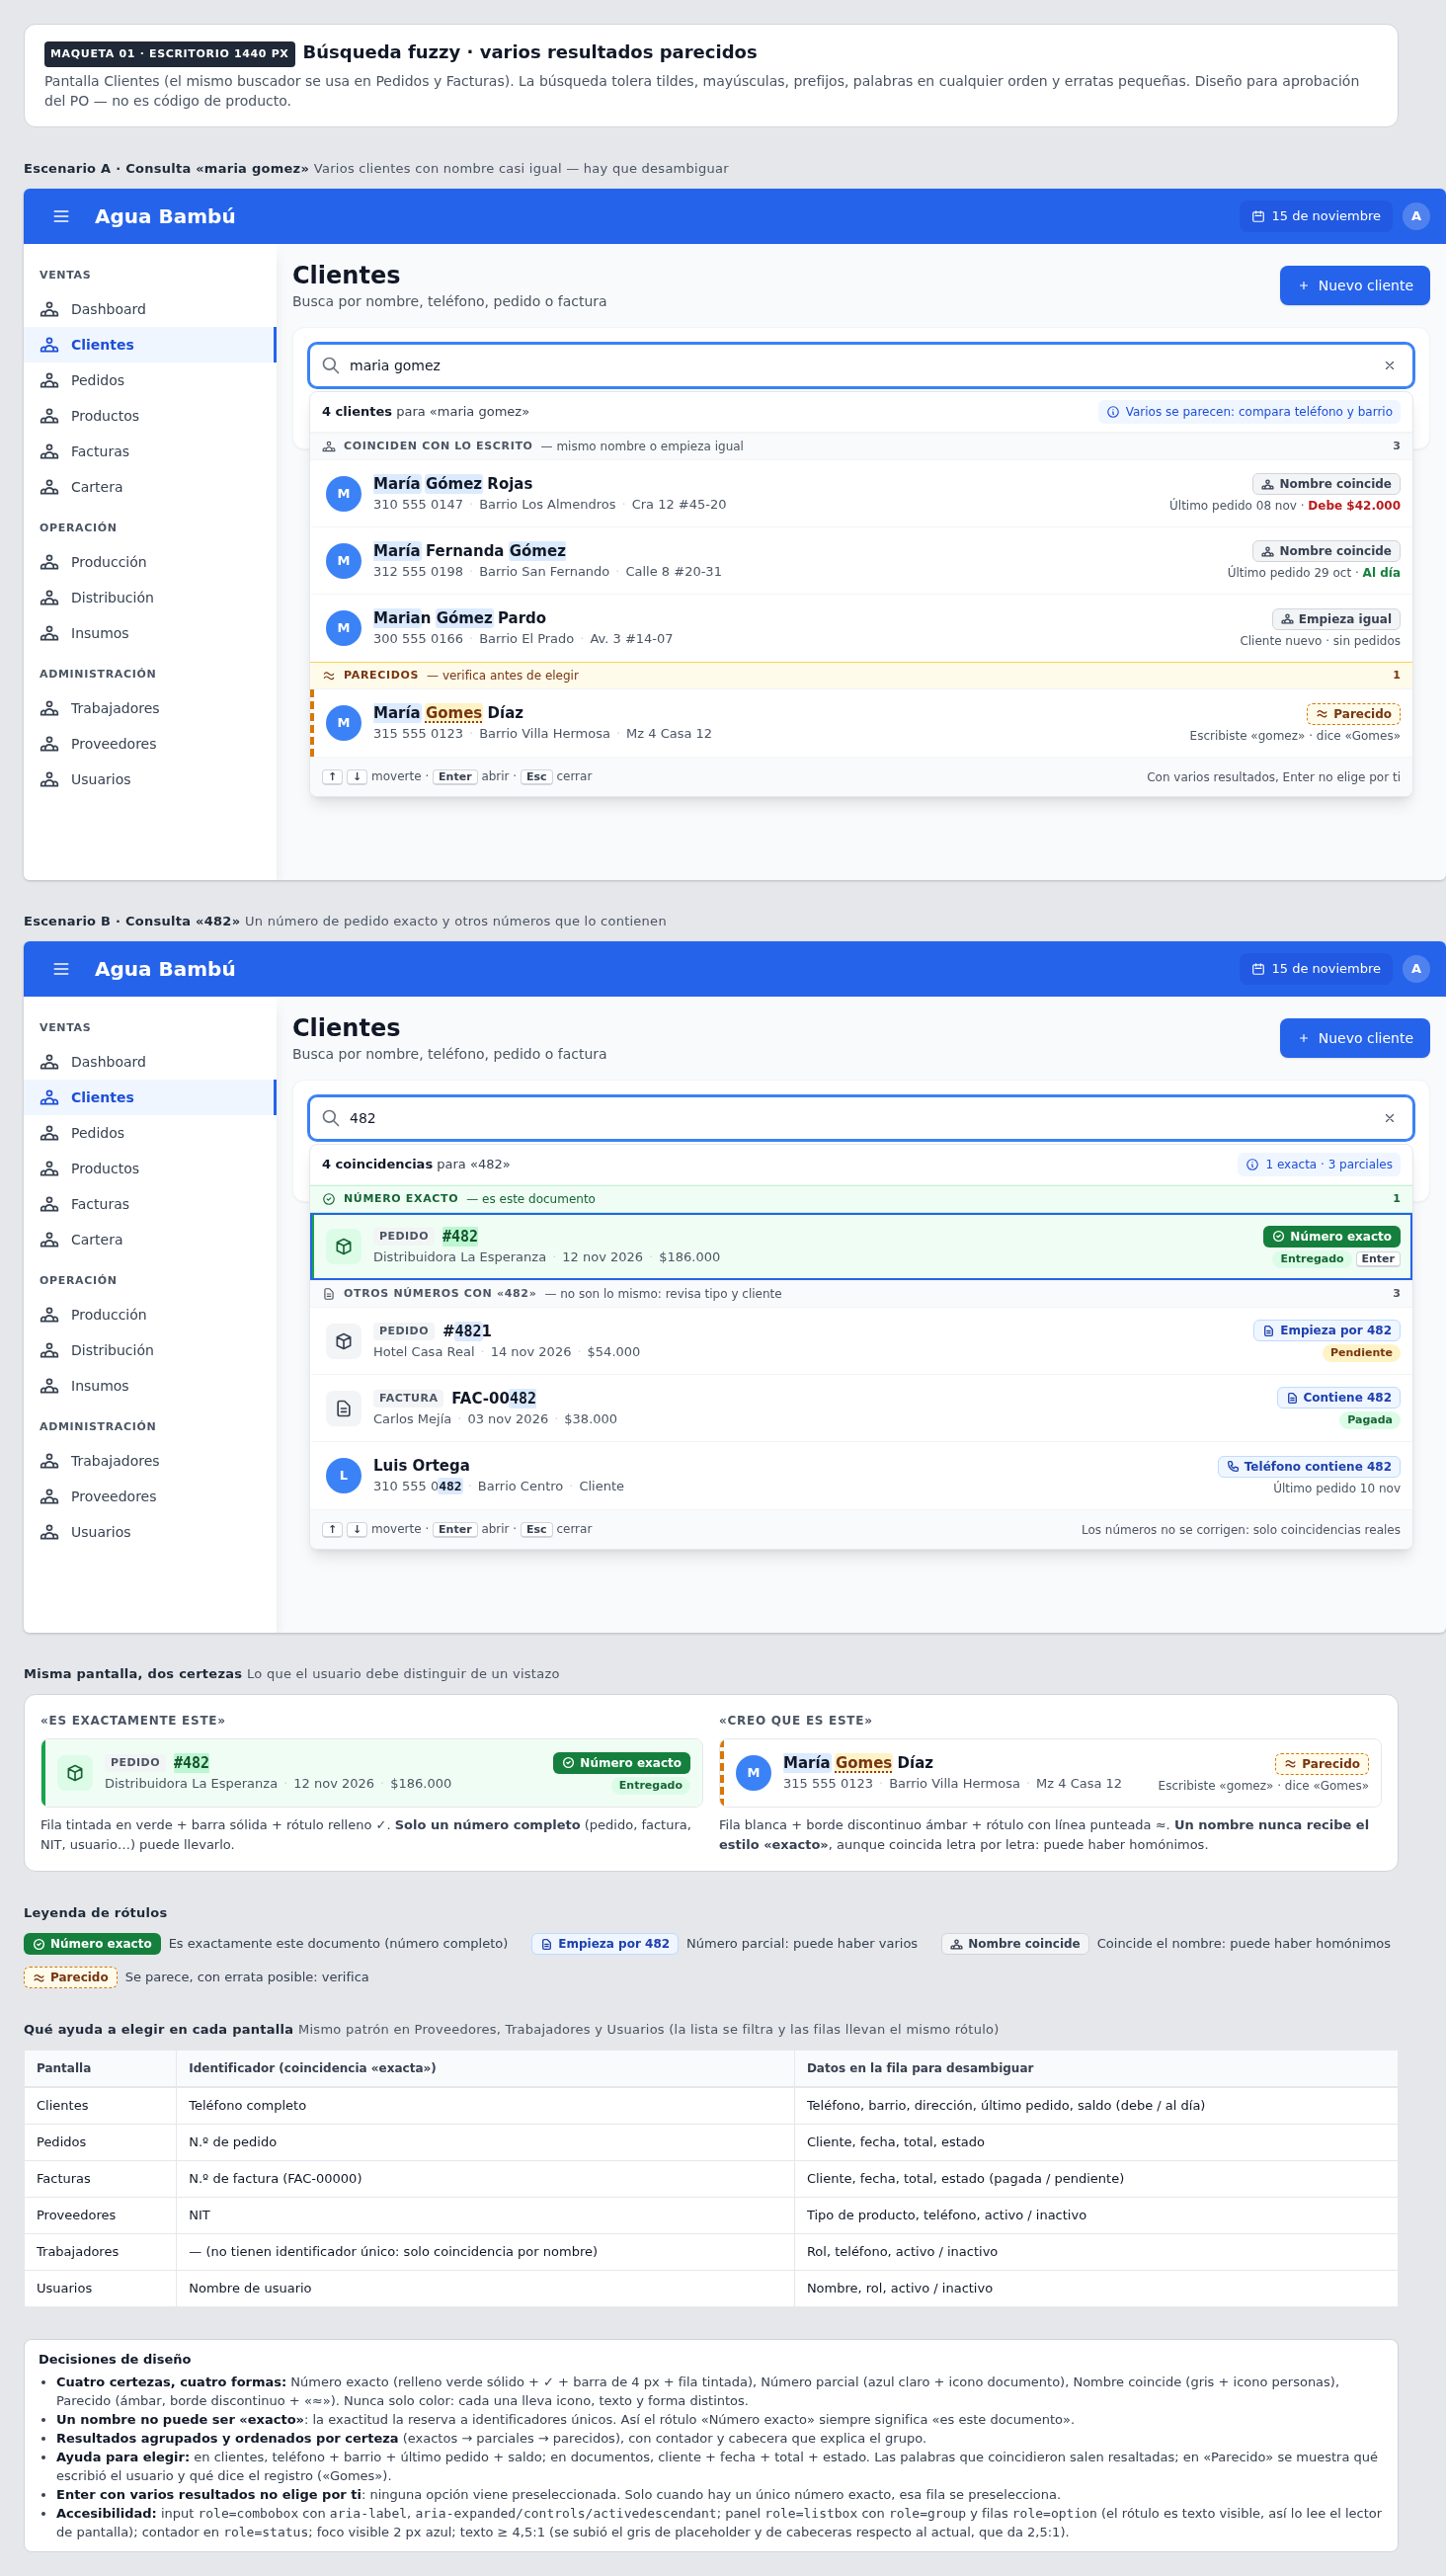 MAQUETA 01 · ESCRITORIO 1440 PX Búsqueda fuzzy · varios resultados parecidos
Pantalla Clientes (el mismo buscador se usa en Pedidos y Facturas). La búsqueda tolera tildes, mayúsculas, prefijos, palabras en cualquier orden y erratas pequeñas. Diseño para aprobación
del PO — no es código de producto.
Escenario A · Consulta «maria gomez» Varios clientes con nombre casi igual — hay que desambiguar
Agua Bambú
15 de noviembre
A
VENTAS
Dashboard
Clientes
Pedidos
Productos
Facturas
Cartera
OPERACIÓN
Producción
Distribución
Insumos
ADMINISTRACIÓN
Trabajadores
Proveedores
Usuarios
Clientes
Busca por nombre, teléfono, pedido o factura
+ Nuevo cliente
maria gomez ×
4 clientes para «maria gomez»
Varios se parecen: compara teléfono y barrio
COINCIDEN CON LO ESCRITO — mismo nombre o empieza igual 3
M
María Gómez Rojas
310 555 0147 · Barrio Los Almendros · Cra 12 #45-20
Nombre coincide
Último pedido 08 nov · Debe $42.000
M
María Fernanda Gómez
312 555 0198 · Barrio San Fernando · Calle 8 #20-31
Nombre coincide
Último pedido 29 oct · Al día
M
Marian Gómez Pardo
300 555 0166 · Barrio El Prado · Av. 3 #14-07
Empieza igual
Cliente nuevo · sin pedidos
PARECIDOS — verifica antes de elegir 1
M
María Gomes Díaz
315 555 0123 · Barrio Villa Hermosa · Mz 4 Casa 12
Parecido
Escribiste «gomez» · dice «Gomes»
↑ ↓ moverte · Enter abrir · Esc cerrar
Con varios resultados, Enter no elige por ti
Escenario B · Consulta «482» Un número de pedido exacto y otros números que lo contienen
Agua Bambú
15 de noviembre
A
VENTAS
Dashboard
Clientes
Pedidos
Productos
Facturas
Cartera
OPERACIÓN
Producción
Distribución
Insumos
ADMINISTRACIÓN
Trabajadores
Proveedores
Usuarios
Clientes
Busca por nombre, teléfono, pedido o factura
+ Nuevo cliente
482 ×
4 coincidencias para «482»
1 exacta · 3 parciales
NÚMERO EXACTO — es este documento 1
PEDIDO #482
Distribuidora La Esperanza · 12 nov 2026 · $186.000
Número exacto
Entregado Enter
OTROS NÚMEROS CON «482» — no son lo mismo: revisa tipo y cliente 3
PEDIDO #4821
Hotel Casa Real · 14 nov 2026 · $54.000
Empieza por 482
Pendiente
FACTURA FAC-00482
Carlos Mejía · 03 nov 2026 · $38.000
Contiene 482
Pagada
L
Luis Ortega
310 555 0482 · Barrio Centro · Cliente
Teléfono contiene 482
Último pedido 10 nov
↑ ↓ moverte · Enter abrir · Esc cerrar
Los números no se corrigen: solo coincidencias reales
Misma pantalla, dos certezas Lo que el usuario debe distinguir de un vistazo
«ES EXACTAMENTE ESTE»
PEDIDO #482
Distribuidora La Esperanza · 12 nov 2026 · $186.000
Número exacto
Entregado
Fila tintada en verde + barra sólida + rótulo relleno ✓. Solo un número completo (pedido, factura,
NIT, usuario...) puede llevarlo.
«CREO QUE ES ESTE»
M
María Gomes Díaz
315 555 0123 · Barrio Villa Hermosa · Mz 4 Casa 12
Parecido
Escribiste «gomez» · dice «Gomes»
Fila blanca + borde discontinuo ámbar + rótulo con línea punteada ≈. Un nombre nunca recibe el
estilo «exacto», aunque coincida letra por letra: puede haber homónimos.
Leyenda de rótulos
Número exacto Es exactamente este documento (número completo)
Empieza por 482 Número parcial: puede haber varios
Nombre coincide Coincide el nombre: puede haber homónimos
Parecido Se parece, con errata posible: verifica
Qué ayuda a elegir en cada pantalla Mismo patrón en Proveedores, Trabajadores y Usuarios (la lista se filtra y las filas llevan el mismo rótulo)
Pantalla Identificador (coincidencia «exacta») Datos en la fila para desambiguar
Clientes Teléfono completo Teléfono, barrio, dirección, último pedido, saldo (debe / al día)
Pedidos N.º de pedido Cliente, fecha, total, estado
Facturas N.º de factura (FAC-00000) Cliente, fecha, total, estado (pagada / pendiente)
Proveedores NIT Tipo de producto, teléfono, activo / inactivo
Trabajadores — (no tienen identificador único: solo coincidencia por nombre) Rol, teléfono, activo / inactivo
Usuarios Nombre de usuario Nombre, rol, activo / inactivo
Decisiones de diseño
• Cuatro certezas, cuatro formas: Número exacto (relleno verde sólido + ✓ + barra de 4 px + fila tintada), Número parcial (azul claro + icono documento), Nombre coincide (gris + icono personas),
Parecido (ámbar, borde discontinuo + «≈»). Nunca solo color: cada una lleva icono, texto y forma distintos.
• Un nombre no puede ser «exacto»: la exactitud la reserva a identificadores únicos. Así el rótulo «Número exacto» siempre significa «es este documento».
• Resultados agrupados y ordenados por certeza (exactos → parciales → parecidos), con contador y cabecera que explica el grupo.
• Ayuda para elegir: en clientes, teléfono + barrio + último pedido + saldo; en documentos, cliente + fecha + total + estado. Las palabras que coincidieron salen resaltadas; en «Parecido» se muestra qué
escribió el usuario y qué dice el registro («Gomes»).
• Enter con varios resultados no elige por ti: ninguna opción viene preseleccionada. Solo cuando hay un único número exacto, esa fila se preselecciona.
• Accesibilidad: input role=combobox con aria-label, aria-expanded/controls/activedescendant; panel role=listbox con role=group y filas role=option (el rótulo es texto visible, así lo lee el lector
de pantalla); contador en role=status; foco visible 2 px azul; texto ≥ 4,5:1 (se subió el gris de placeholder y de cabeceras respecto al actual, que da 2,5:1).